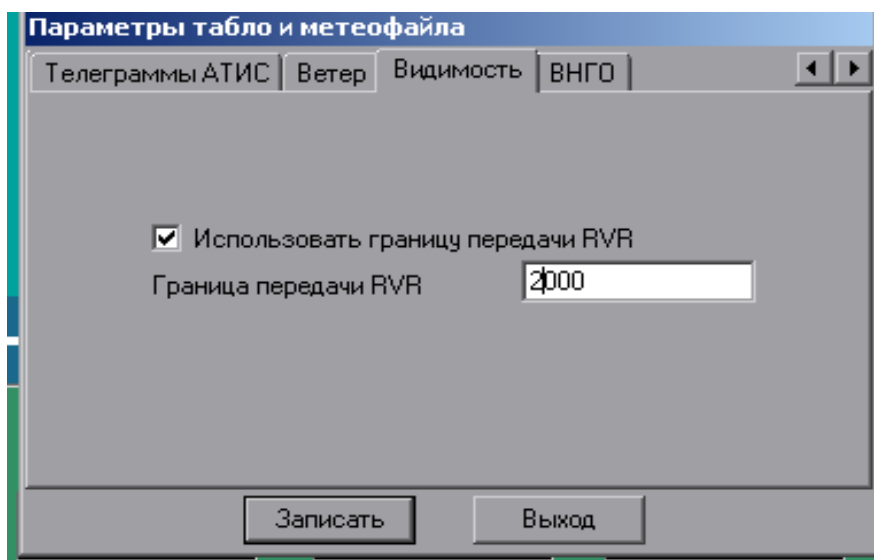 Параметры табло и метеофайла
Телеграммы АТИС Ветер Видимость ВНГО
Использовать границу передачи RVR
Граница передачи RVR 2000
Записать Выход